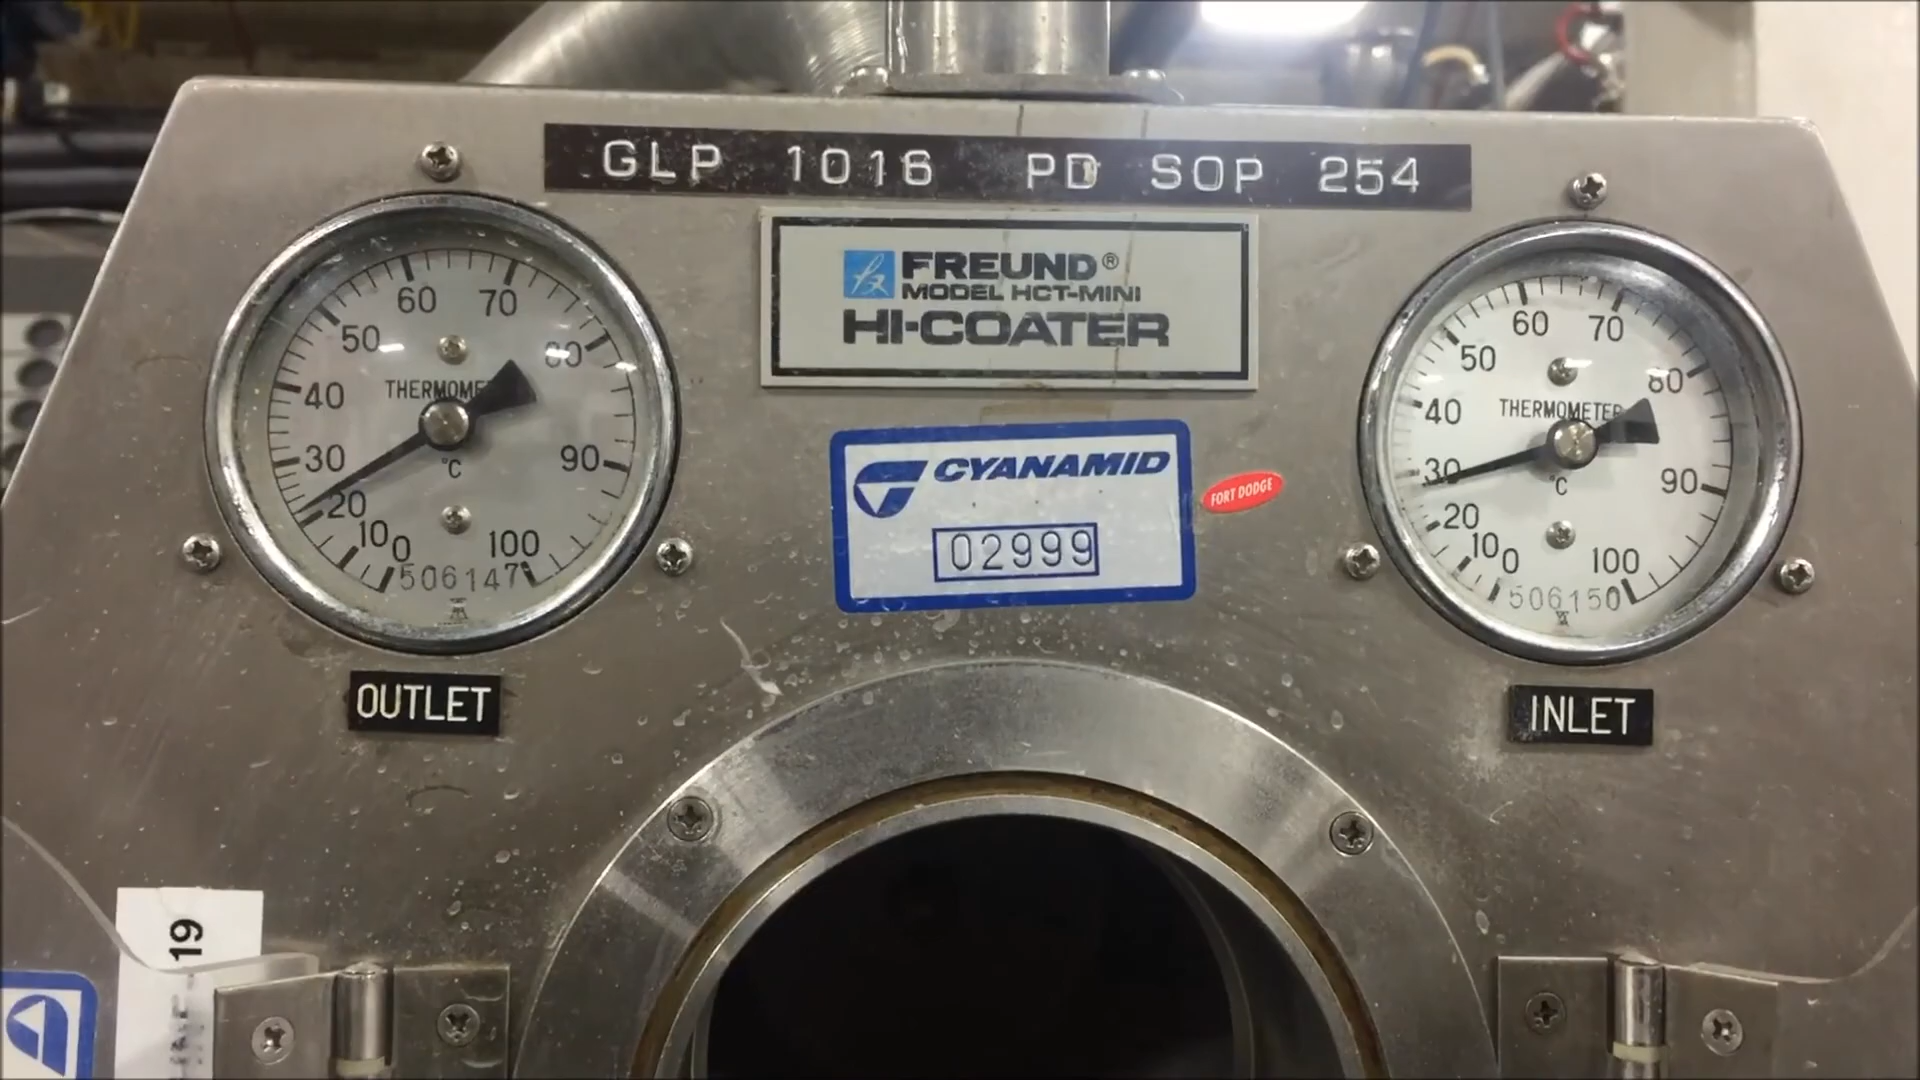 GLP 1016 PD SOP 254
FREUND®
MODEL HCT-MINI
HI-COATER
60 70
50 80
THERMOME
40
30 °C 90
20
10 0 100
506147
OUTLET
CYANAMID
02999
FORT DODGE
60 70
50 80
THERMOMETER
40
30 °C 90
20
10 0 100
506150
INLET
19